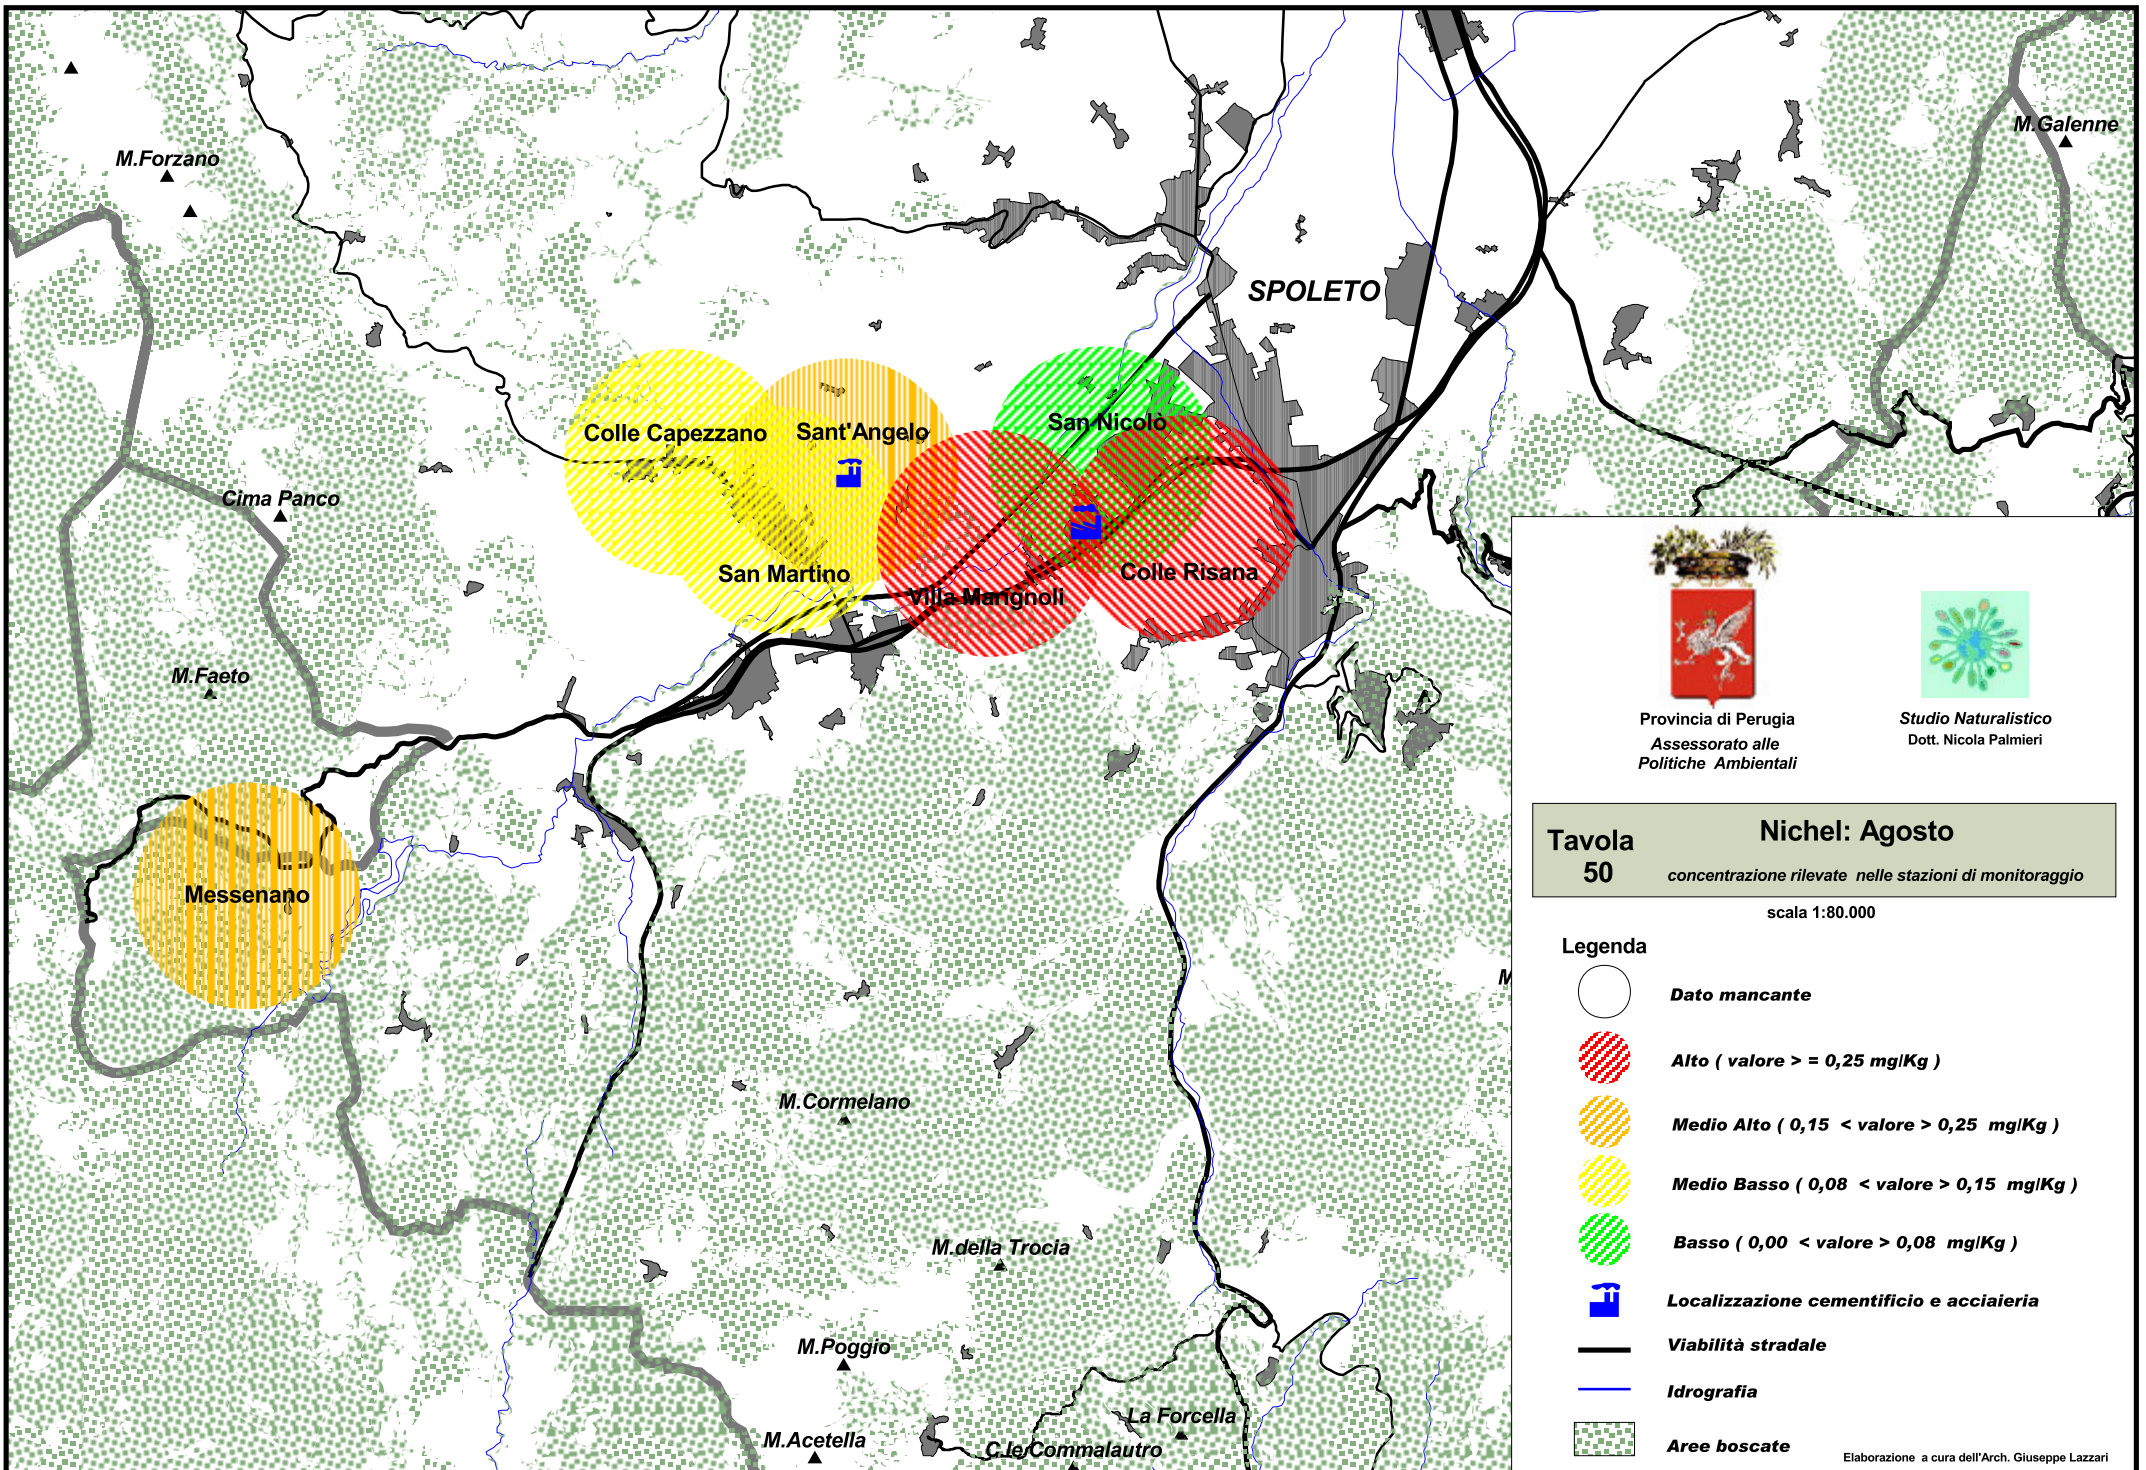 M.Galenne
M.Forzano
SPOLETO
San Nicolò
Colle Capezzano
Sant'Angelo
Cima Panco
San Martino
Colle Risana
Villa Marignoli
M.Faeto
Messenano
M
M.Cormelano
M.della Trocia
M.Poggio
La Forcella
M.Acetella
C.le Commalautro
Provincia di Perugia
Assessorato alle
Politiche Ambientali
Studio Naturalistico
Dott. Nicola Palmieri
Tavola
50
Nichel: Agosto
concentrazione rilevate nelle stazioni di monitoraggio
scala 1:80.000
Legenda
Dato mancante
Alto ( valore > = 0,25 mg/Kg )
Medio Alto ( 0,15 < valore > 0,25 mg/Kg )
Medio Basso ( 0,08 < valore > 0,15 mg/Kg )
Basso ( 0,00 < valore > 0,08 mg/Kg )
Localizzazione cementificio e acciaieria
Viabilità stradale
Idrografia
Aree boscate
Elaborazione a cura dell'Arch. Giuseppe Lazzari